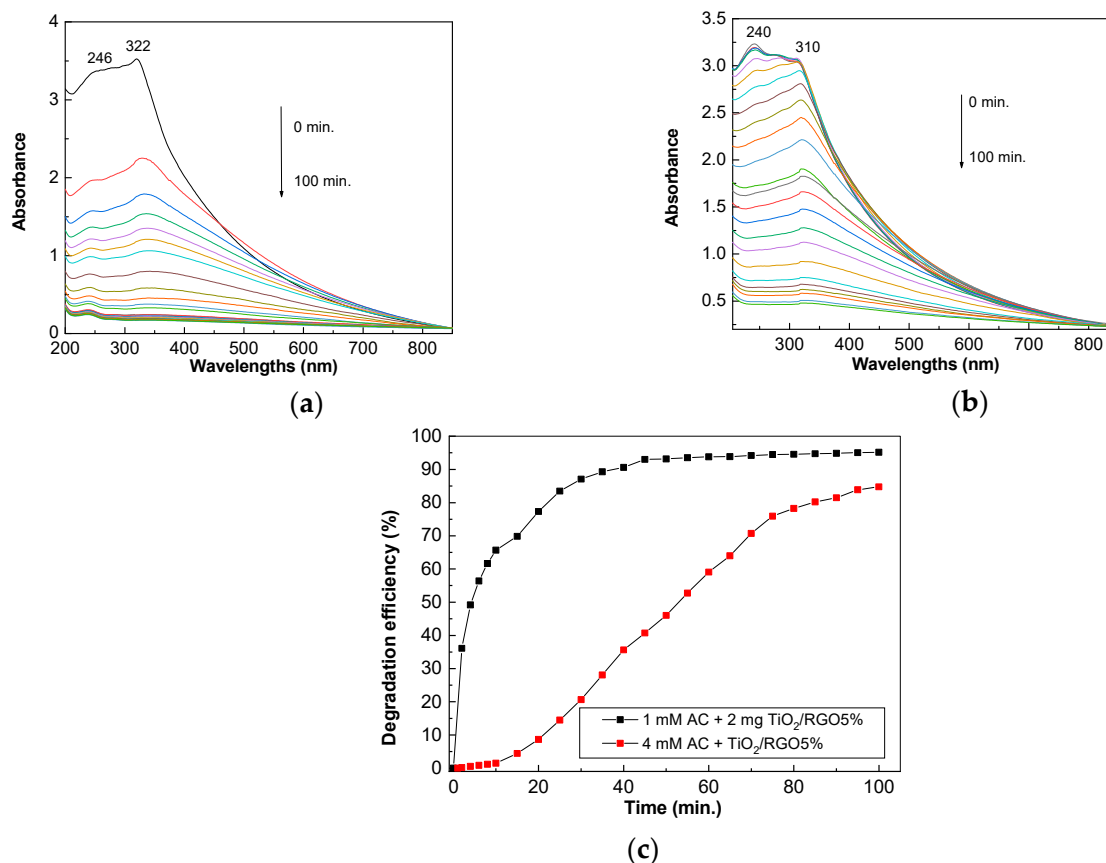 4
3
2
1
0
Absorbance
246
322
0 min.
100 min.
200 300 400 500 600 700 800
Wavelengths (nm)
(a)
3.5
3.0
2.5
2.0
1.5
1.0
0.5
Absorbance
240
310
0 min.
100 min.
300 400 500 600 700 800
Wavelengths (nm)
(b)
100
90
80
70
60
50
40
30
20
10
0
Degradation efficiency (%)
1 mM AC + 2 mg TiO₂/RGO5%
4 mM AC + TiO₂/RGO5%
0 20 40 60 80 100
Time (min.)
(c)